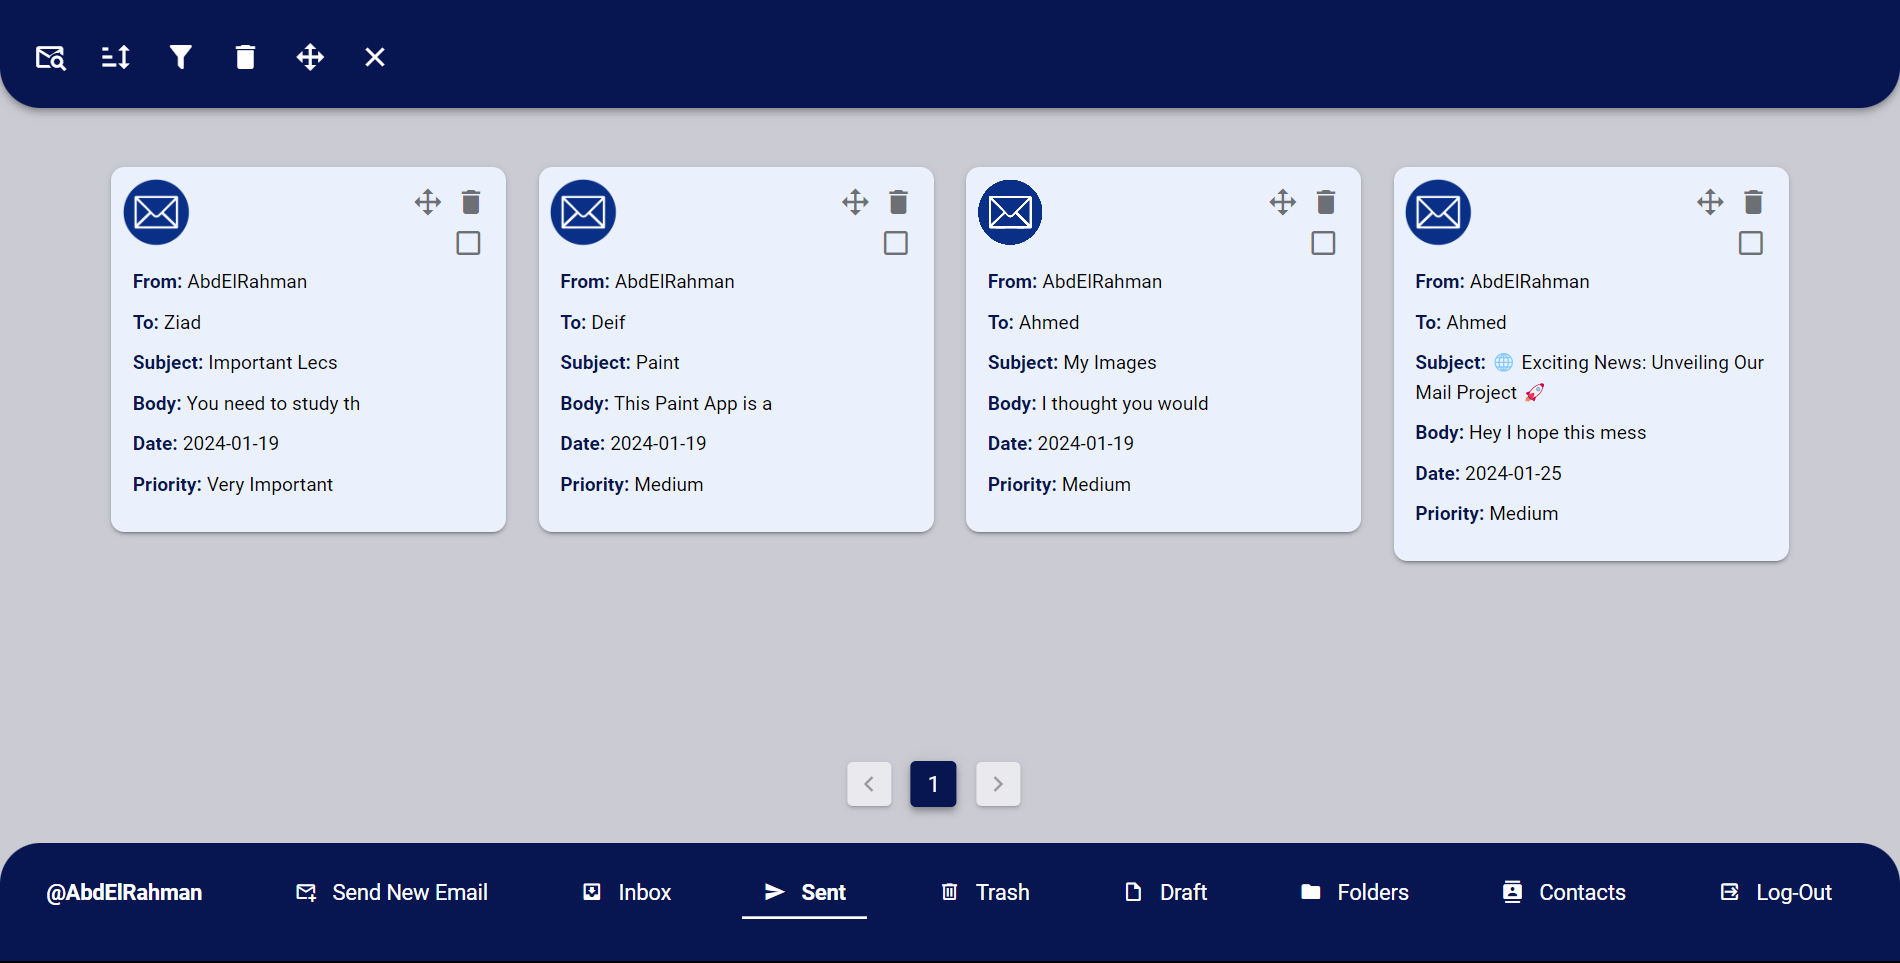 From: AbdElRahman
To: Ziad
Subject: Important Lecs
Body: You need to study th
Date: 2024-01-19
Priority: Very Important
From: AbdElRahman
To: Deif
Subject: Paint
Body: This Paint App is a
Date: 2024-01-19
Priority: Medium
From: AbdElRahman
To: Ahmed
Subject: My Images
Body: I thought you would
Date: 2024-01-19
Priority: Medium
From: AbdElRahman
To: Ahmed
Subject: 🌐 Exciting News: Unveiling Our
Mail Project 🚀
Body: Hey I hope this mess
Date: 2024-01-25
Priority: Medium
1
@AbdElRahman
Send New Email
Inbox
Sent
Trash
Draft
Folders
Contacts
Log-Out